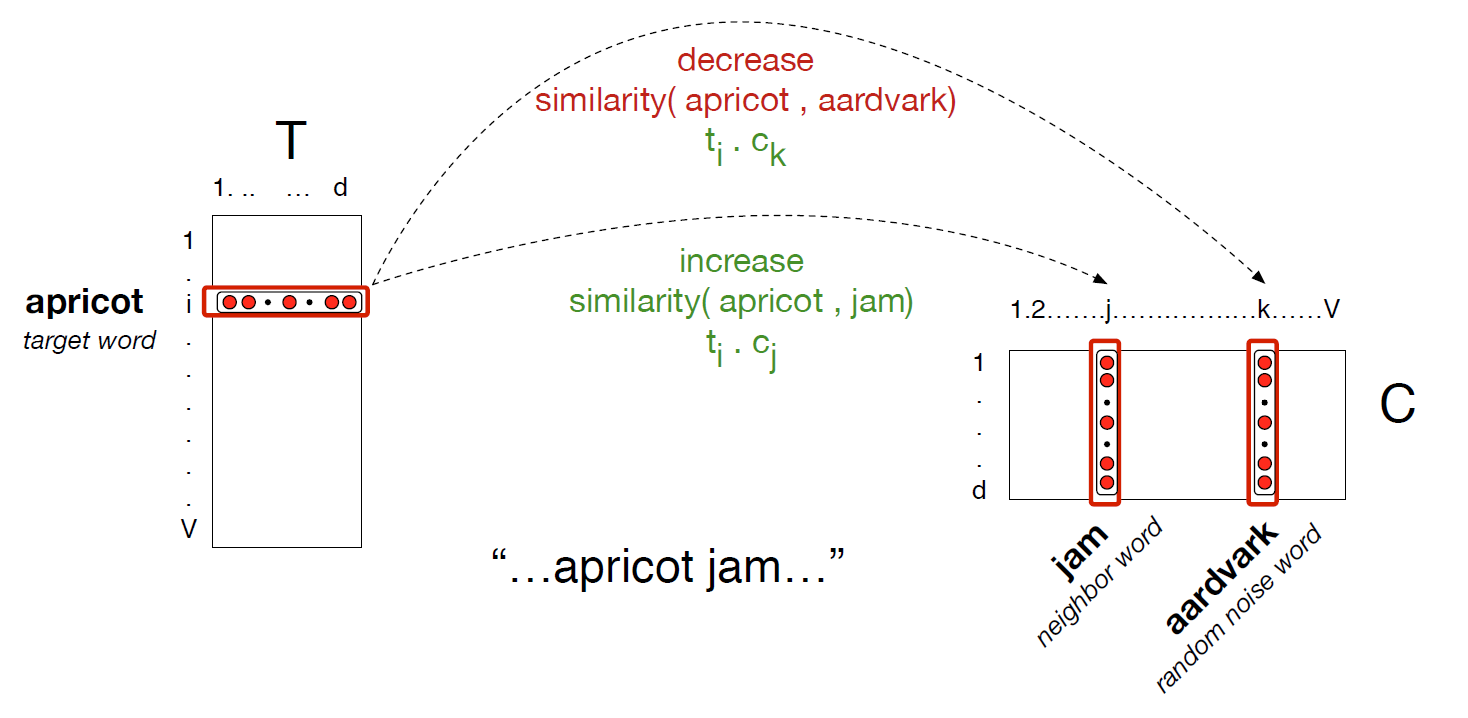 decrease
similarity( apricot , aardvark)
tᵢ . cₖ
T
1. .. ... d
1
.
apricot
i
target word
.
.
.
.
.
.
V
increase
similarity( apricot , jam)
tᵢ . cⱼ
1.2.......j........................k......V
1
.
.
.
d
C
jam
neighbor word
aardvark
random noise word
“...apricot jam...”